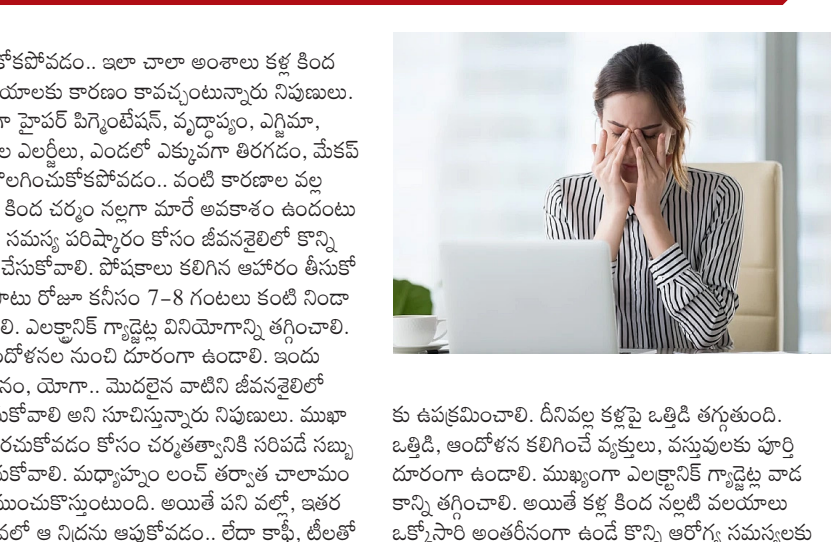 కోకపోవడం.. ఇలా చాలా అంశాలు కళ్ల కింద
యాలకు కారణం కావచ్చంటున్నారు నిపుణులు.
గా హైపర్ పిగ్మెంటేషన్, వృద్ధాప్యం, ఎగ్జిమా,
ల ఎలర్జీలు, ఎండలో ఎక్కువగా తిరగడం, మేకప్
లగించుకోకపోవడం.. వంటి కారణాల వల్ల
కింద చర్మం నల్లగా మారే అవకాశం ఉందంటు
సమస్య పరిష్కారం కోసం జీవనశైలిలో కొన్ని
చేసుకోవాలి. పోషకాలు కలిగిన ఆహారం తీసుకో
పాటు రోజూ కనీసం 7–8 గంటలు కంటి నిండా
లి. ఎలక్ట్రానిక్ గ్యాడ్జెట్ల వినియోగాన్ని తగ్గించాలి.
దోళనల నుంచి దూరంగా ఉండాలి. ఇందు
నం, యోగా.. మొదలైన వాటిని జీవనశైలిలో
కోవాలి అని సూచిస్తున్నారు నిపుణులు. ముఖా
రచుకోవడం కోసం చర్మతత్వానికి సరిపడే సబ్బు
కోవాలి. మధ్యాహ్నం లంచ్ తర్వాత చాలామం
ముంచుకొస్తుంటుంది. అయితే పని వల్లో, ఇతర
వల్లో ఆ నిద్రను ఆపుకోవడం.. లేదా కాఫీ, టీలతో
కు ఉపక్రమించాలి. దీనివల్ల కళ్లపై ఒత్తిడి తగ్గుతుంది.
ఒత్తిడి, ఆందోళన కలిగించే వ్యక్తులు, వస్తువులకు పూర్తి
దూరంగా ఉండాలి. ముఖ్యంగా ఎలక్ట్రానిక్ గ్యాడ్జెట్ల వాడ
కాన్ని తగ్గించాలి. అయితే కళ్ల కింద నల్లటి వలయాలు
ఒక్కోసారి అంతర్లీనంగా ఉండే కొన్ని ఆరోగ్య సమస్యలకు